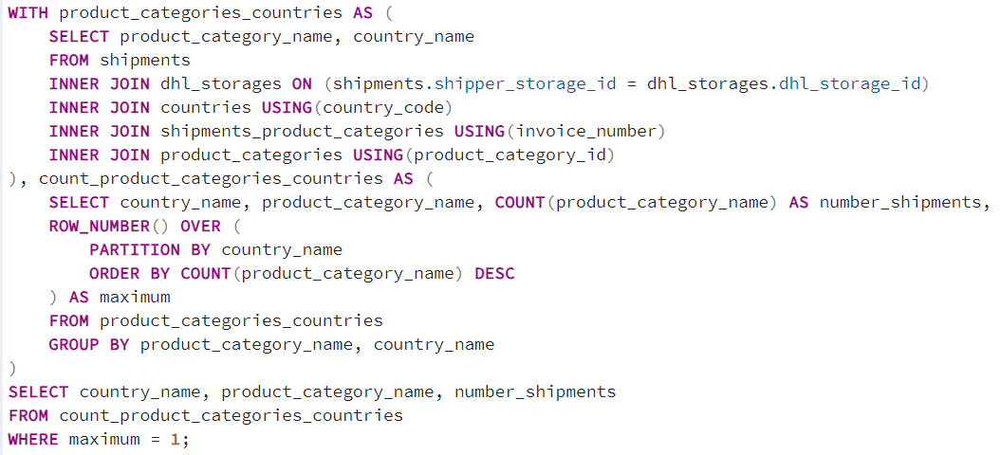 WITH product_categories_countries AS (
    SELECT product_category_name, country_name
    FROM shipments
    INNER JOIN dhl_storages ON (shipments.shipper_storage_id = dhl_storages.dhl_storage_id)
    INNER JOIN countries USING(country_code)
    INNER JOIN shipments_product_categories USING(invoice_number)
    INNER JOIN product_categories USING(product_category_id)
), count_product_categories_countries AS (
    SELECT country_name, product_category_name, COUNT(product_category_name) AS number_shipments,
    ROW_NUMBER() OVER (
        PARTITION BY country_name
        ORDER BY COUNT(product_category_name) DESC
    ) AS maximum
    FROM product_categories_countries
    GROUP BY product_category_name, country_name
)
SELECT country_name, product_category_name, number_shipments
FROM count_product_categories_countries
WHERE maximum = 1;